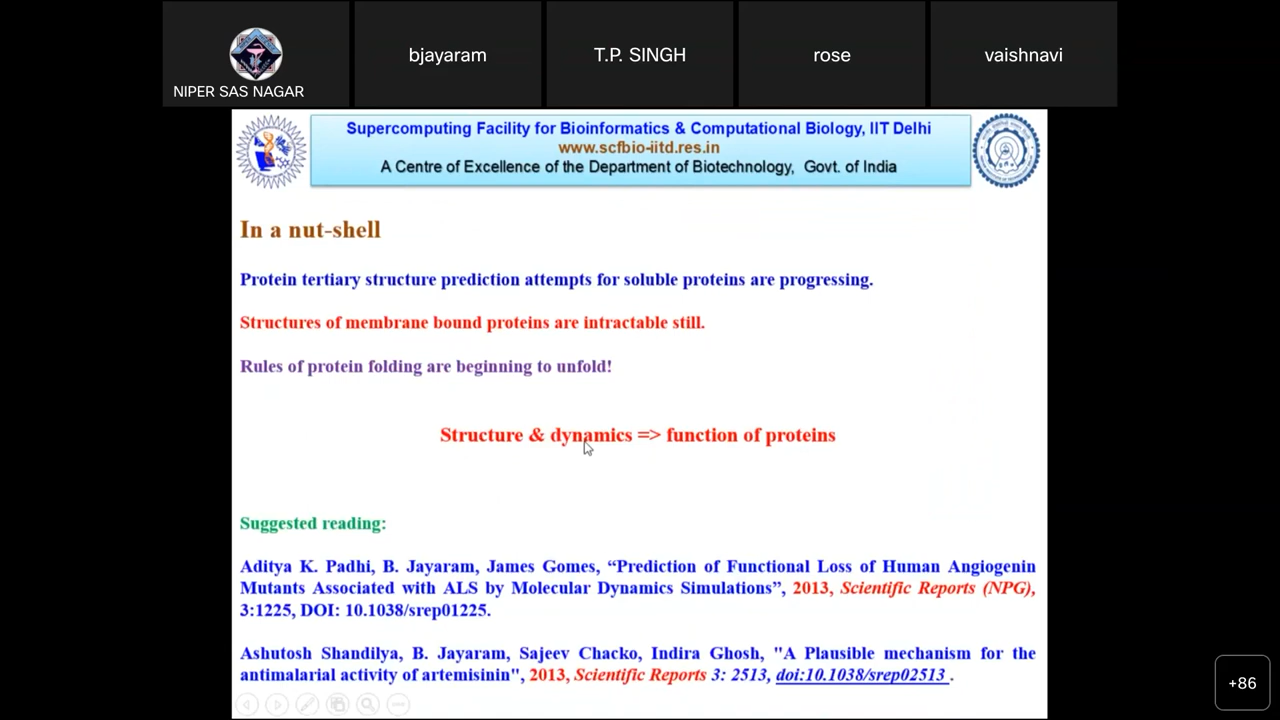 NIPER SAS NAGAR
bjayaram
T.P. SINGH
rose
vaishnavi
Supercomputing Facility for Bioinformatics & Computational Biology, IIT Delhi
www.scfbio-iitd.res.in
A Centre of Excellence of the Department of Biotechnology, Govt. of India
In a nut-shell
Protein tertiary structure prediction attempts for soluble proteins are progressing.
Structures of membrane bound proteins are intractable still.
Rules of protein folding are beginning to unfold!
Structure & dynamics => function of proteins
Suggested reading:
Aditya K. Padhi, B. Jayaram, James Gomes, “Prediction of Functional Loss of Human Angiogenin
Mutants Associated with ALS by Molecular Dynamics Simulations”, 2013, Scientific Reports (NPG),
3:1225, DOI: 10.1038/srep01225.
Ashutosh Shandilya, B. Jayaram, Sajeev Chacko, Indira Ghosh, "A Plausible mechanism for the
antimalarial activity of artemisinin", 2013, Scientific Reports 3: 2513, doi:10.1038/srep02513 .
+86